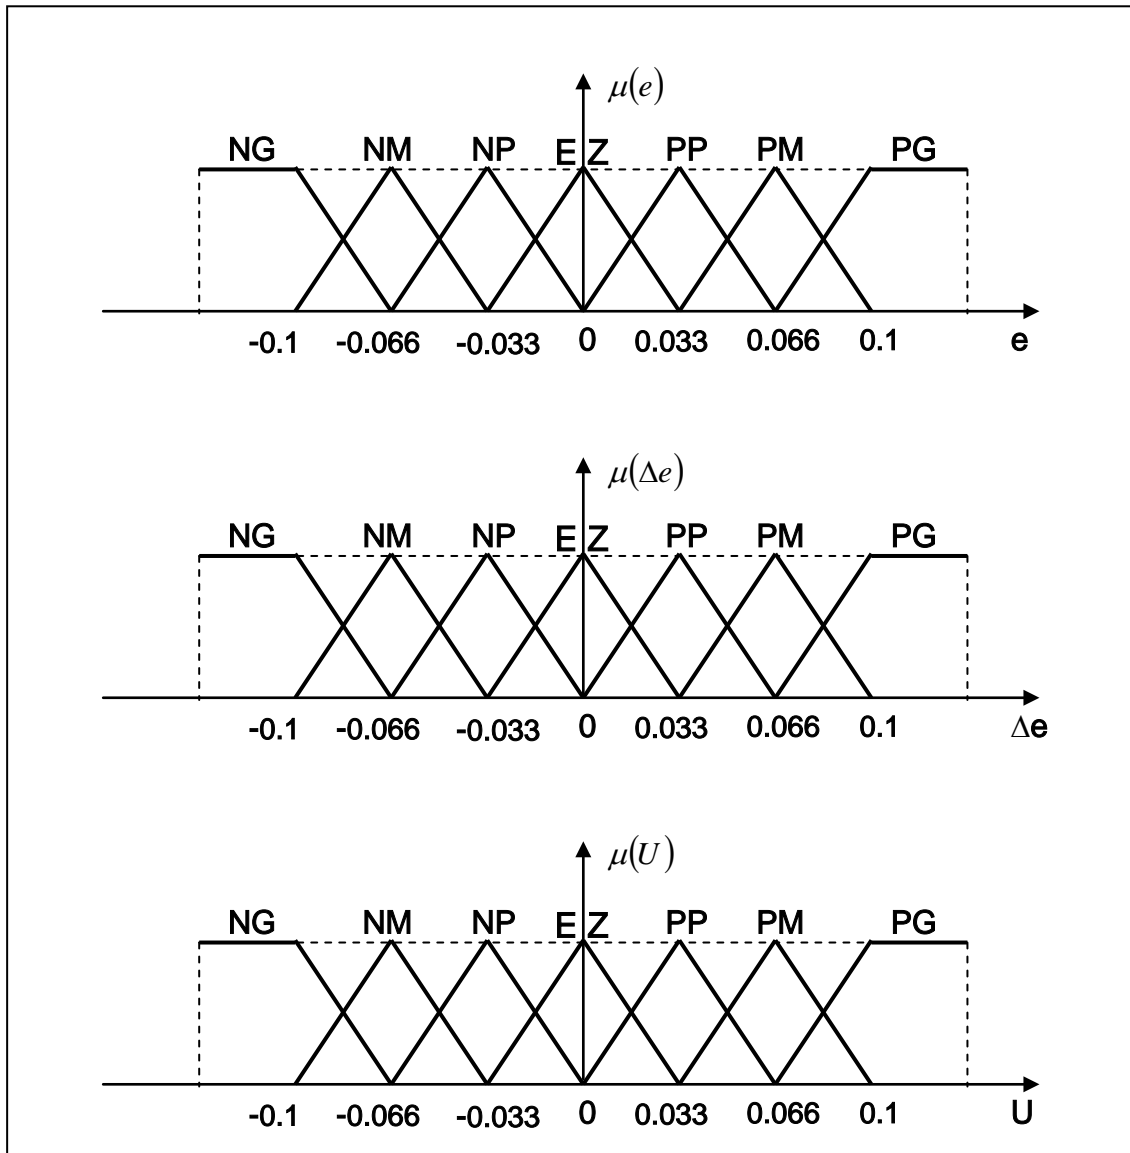 μ(e)
NG NM NP EZ PP PM PG
-0.1 -0.066 -0.033 0 0.033 0.066 0.1 e
μ(Δe)
NG NM NP EZ PP PM PG
-0.1 -0.066 -0.033 0 0.033 0.066 0.1 Δe
μ(U)
NG NM NP EZ PP PM PG
-0.1 -0.066 -0.033 0 0.033 0.066 0.1 U